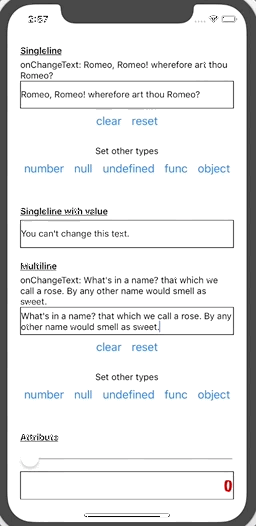 2:57
Singleline
onChangeText: Romeo, Romeo! wherefore art thou
Romeo?
Romeo, Romeo! wherefore art thou Romeo?
clear reset
Set other types
number null undefined func object
Singleline with value
You can't change this text.
Multiline
onChangeText: What's in a name? that which we
call a rose. By any other name would smell as
sweet.
What's in a name? that which we call a rose. By any
other name would smell as sweet.
clear reset
Set other types
number null undefined func object
Attribute
0